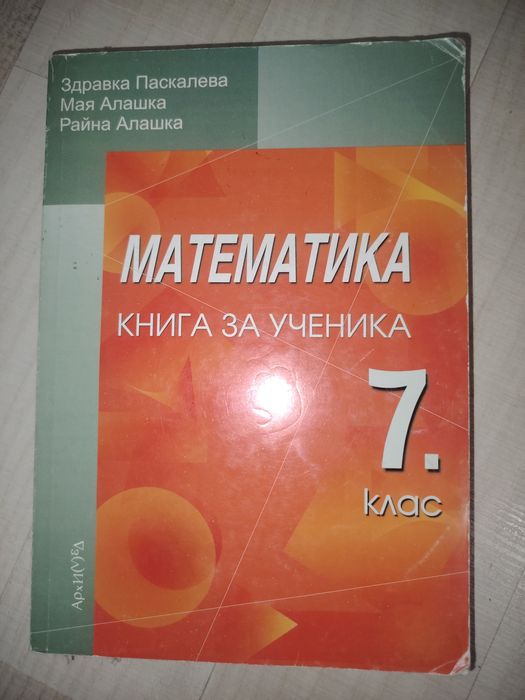 Здравка Паскалева
Мая Алашка
Райна Алашка
МАТЕМАТИКА
КНИГА ЗА УЧЕНИКА
7.
клас